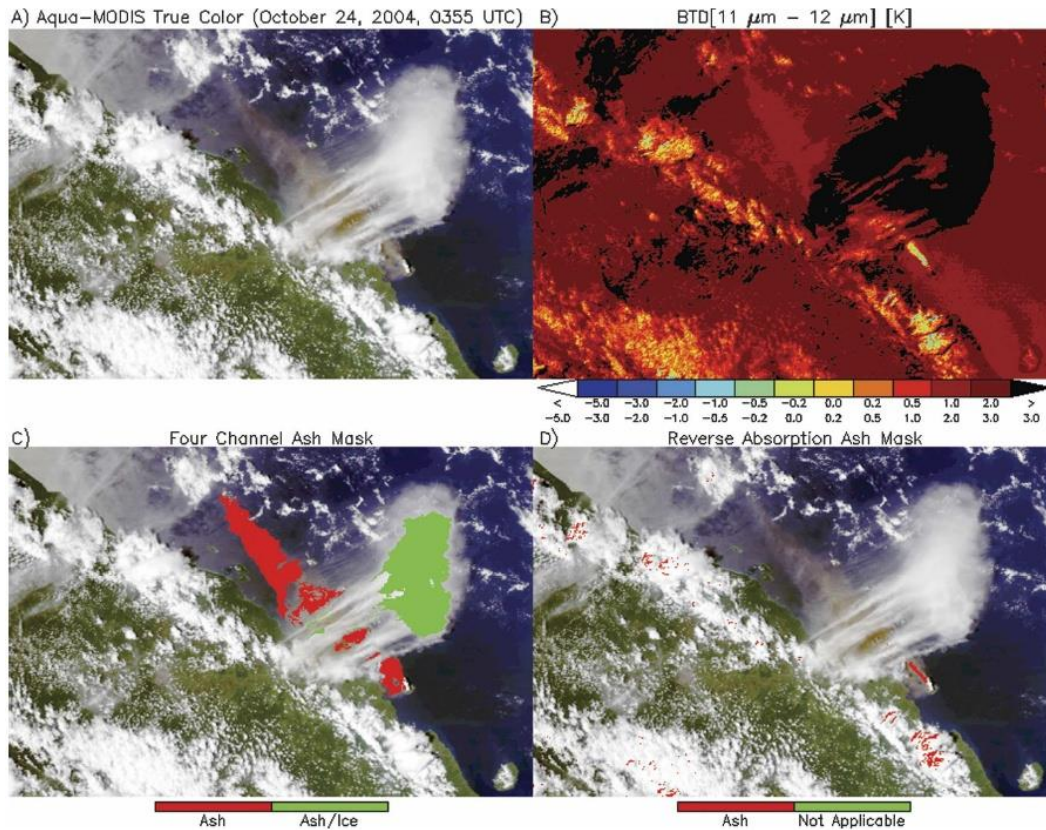 A) Aqua-MODIS True Color (October 24, 2004, 0355 UTC)
B) BTD[11 μm - 12 μm] [K]
< -5.0 -3.0 -2.0 -1.0 -0.5 -0.2 0.0 0.2 0.5 1.0 2.0 >
-5.0 -3.0 -2.0 -1.0 -0.5 -0.2 0.0 0.2 0.5 1.0 2.0 3.0 3.0
C) Four Channel Ash Mask
D) Reverse Absorption Ash Mask
Ash Ash/Ice
Ash Not Applicable